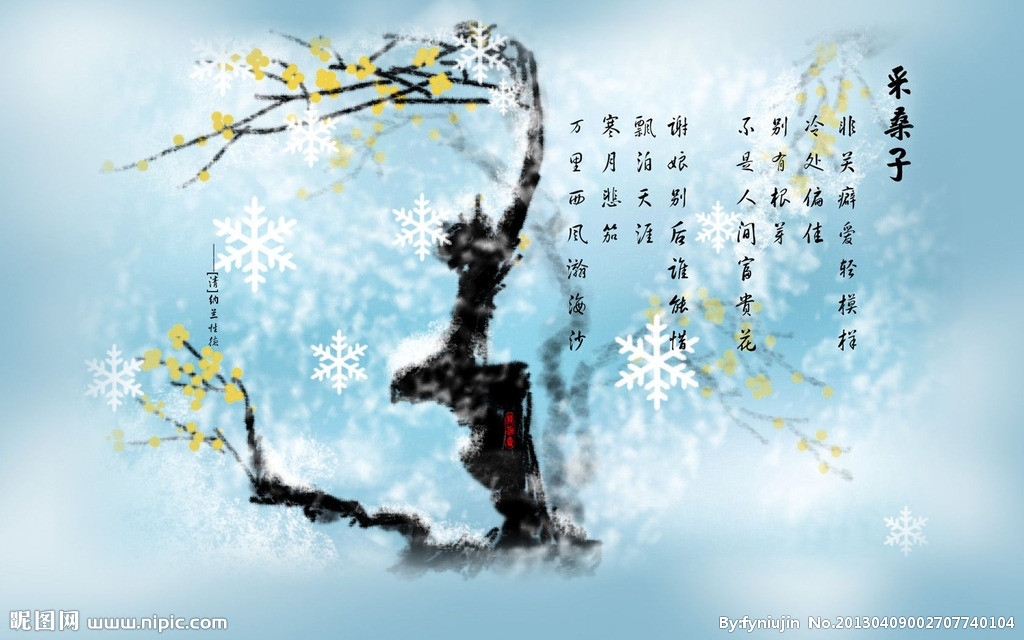 采桑子
非关癖爱轻模样
冷处偏佳
别有根芽
不是人间富贵花
谢娘别后谁能惜
飘泊天涯
寒月悲笳
万里西风瀚海沙
——[清]纳兰性德
昵图网 www.nipic.com
By:fyniujin No.20130409002707740104